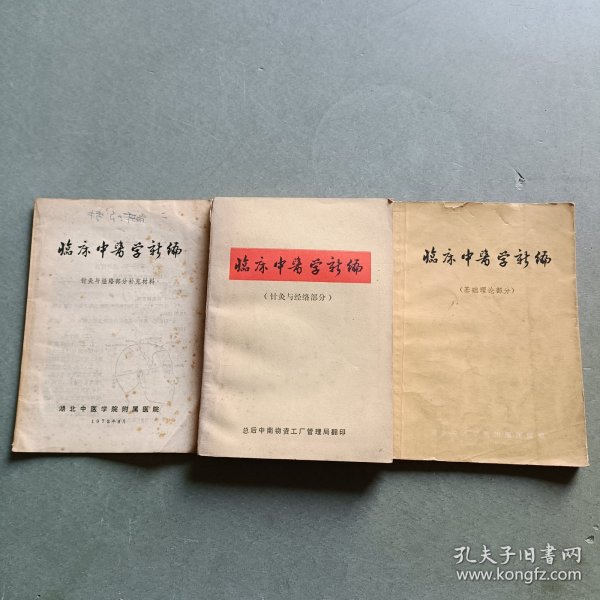 临床中醫学新编
针灸与经络部分补充材料
湖北中医学院附属医院
临床中醫学新编
（针灸与经络部分）
总后中南物资工厂管理局翻印
临床中醫学新编
（基础理论部分）
孔夫子旧书网
www.kongfz.com